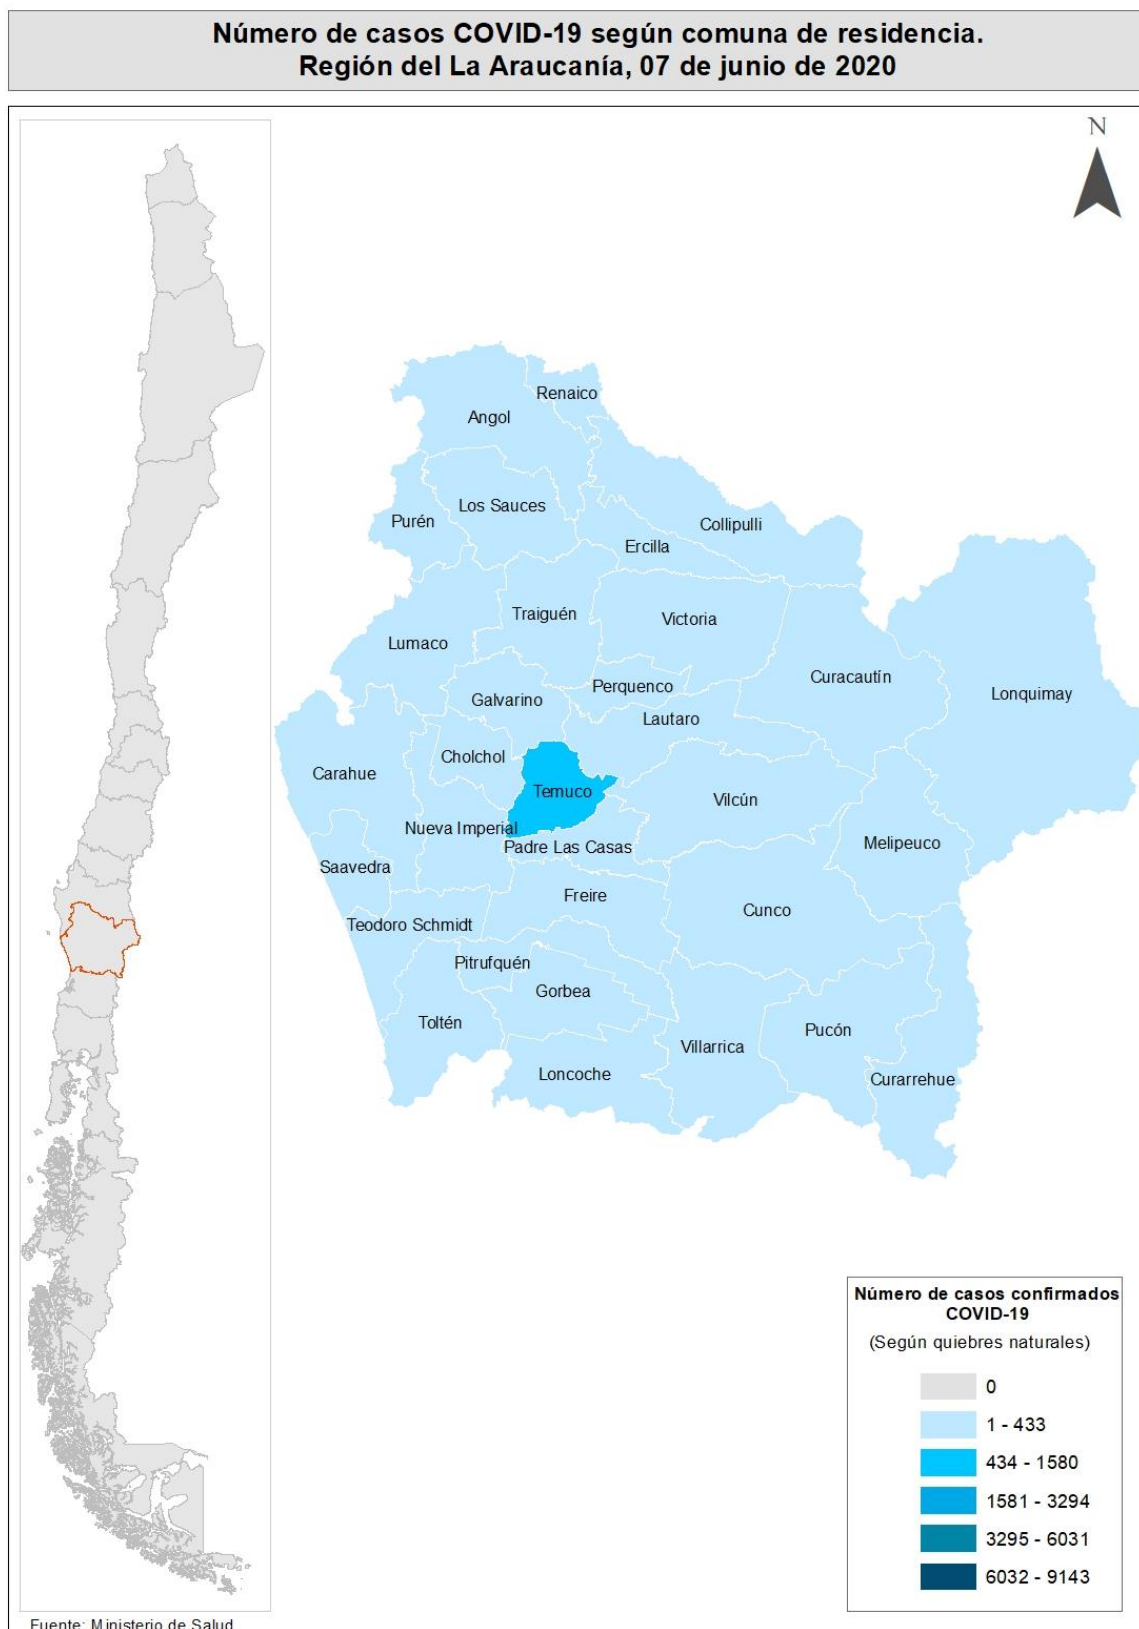 Número de casos COVID-19 según comuna de residencia.
Región del La Araucanía, 07 de junio de 2020
N
Renaico
Angol
Los Sauces
Purén
Collipulli
Ercilla
Traiguén
Victoria
Lumaco
Curacautín
Perquenco
Lonquimay
Galvarino
Lautaro
Cholchol
Carahue
Temuco
Vilcún
Nueva Imperial
Melipeuco
Padre Las Casas
Saavedra
Freire
Cunco
Teodoro Schmidt
Pitrufquén
Gorbea
Toltén
Pucón
Villarrica
Loncoche
Curarrehue
Número de casos confirmados
COVID-19
(Según quiebres naturales)
0
1 - 433
434 - 1580
1581 - 3294
3295 - 6031
6032 - 9143
Fuente: Ministerio de Salud